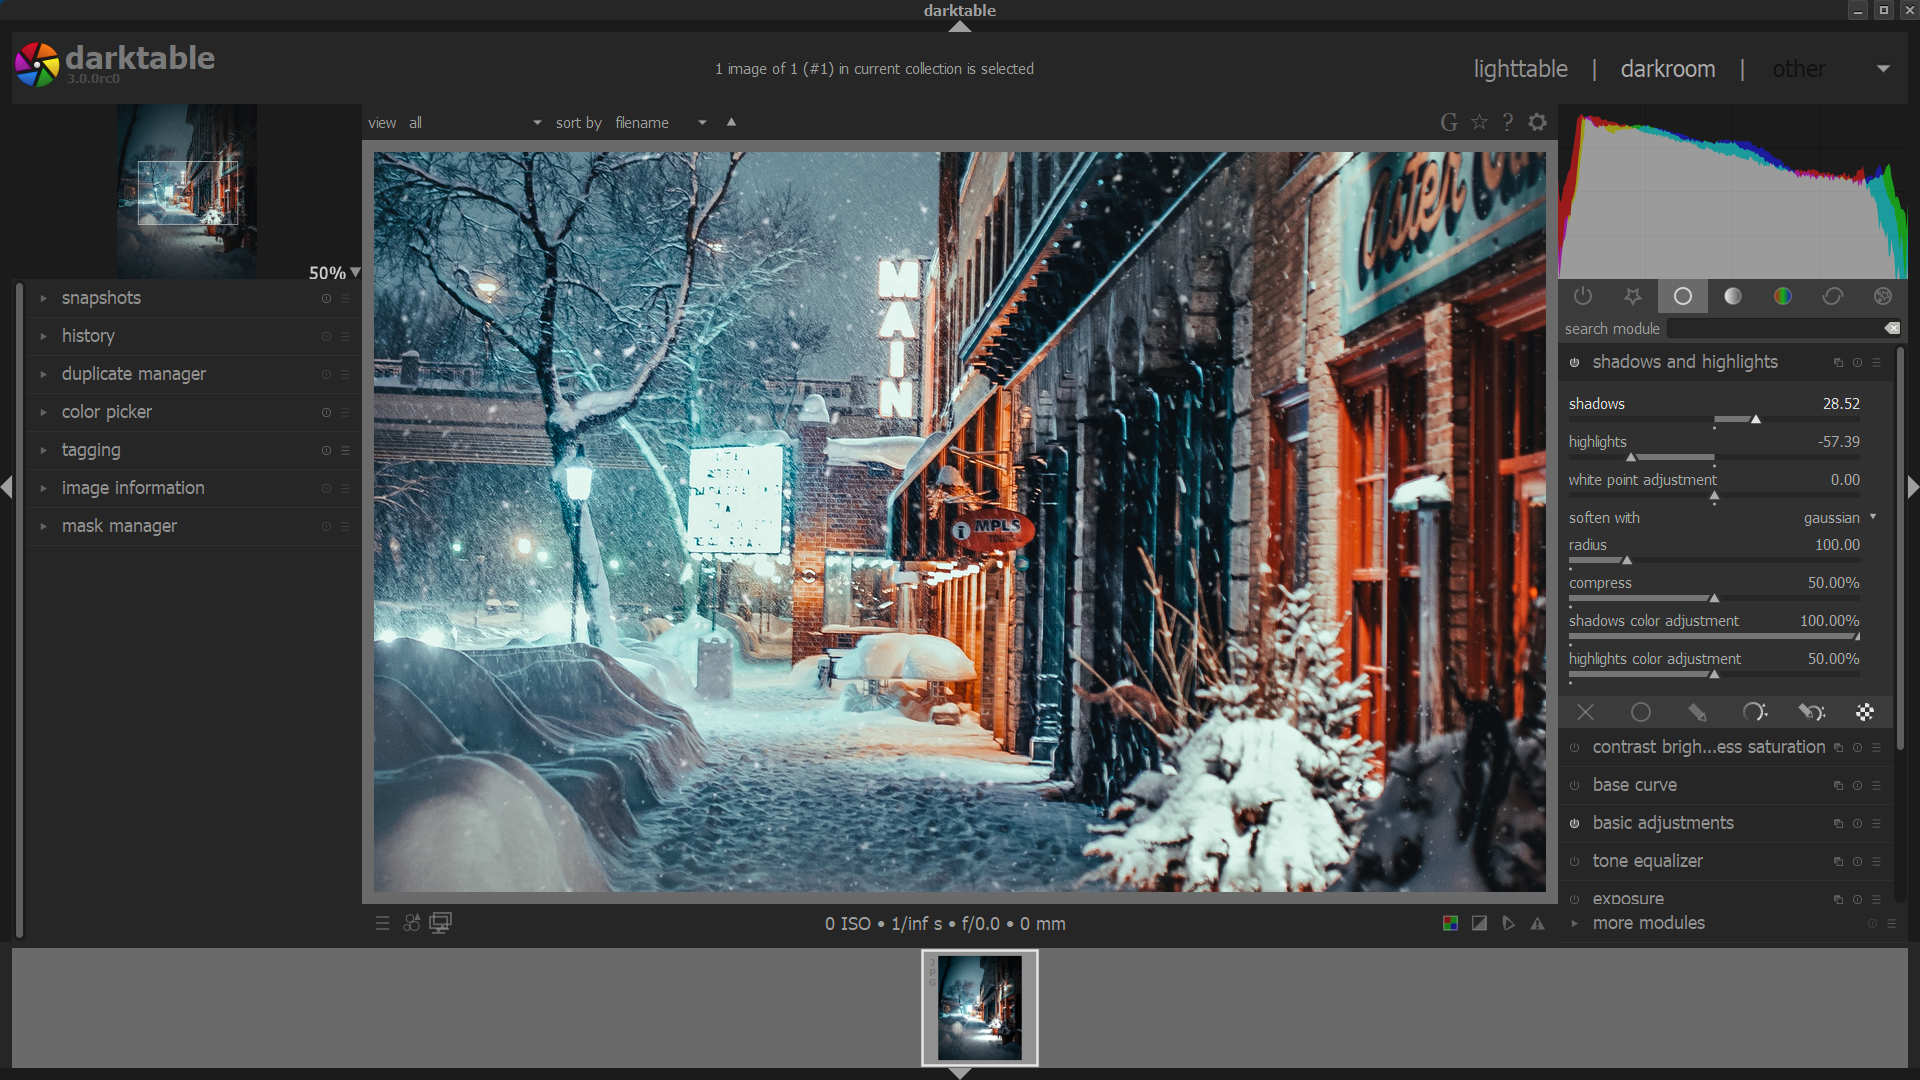 darktable
darktable
3.0.0rc0
1 image of 1 (#1) in current collection is selected
lighttable | darkroom | other
view all sort by filename
50%
snapshots
history
duplicate manager
color picker
tagging
image information
mask manager
MAIN
MPLS
TOURS
search module
shadows and highlights
shadows 28.52
highlights -57.39
white point adjustment 0.00
soften with gaussian
radius 100.00
compress 50.00%
shadows color adjustment 100.00%
highlights color adjustment 50.00%
contrast brigh...ess saturation
base curve
basic adjustments
tone equalizer
exposure
more modules
0 ISO • 1/inf s • f/0.0 • 0 mm
JPG